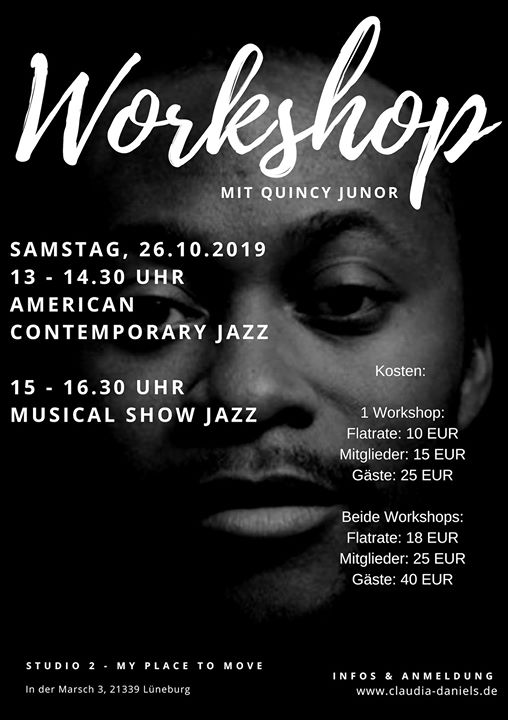 Workshop
MIT QUINCY JUNOR
SAMSTAG, 26.10.2019
13 - 14.30 UHR
AMERICAN
CONTEMPORARY JAZZ
15 - 16.30 UHR
MUSICAL SHOW JAZZ
Kosten:
1 Workshop:
Flatrate: 10 EUR
Mitglieder: 15 EUR
Gäste: 25 EUR
Beide Workshops:
Flatrate: 18 EUR
Mitglieder: 25 EUR
Gäste: 40 EUR
STUDIO 2 - MY PLACE TO MOVE
In der Marsch 3, 21339 Lüneburg
INFOS & ANMELDUNG
www.claudia-daniels.de